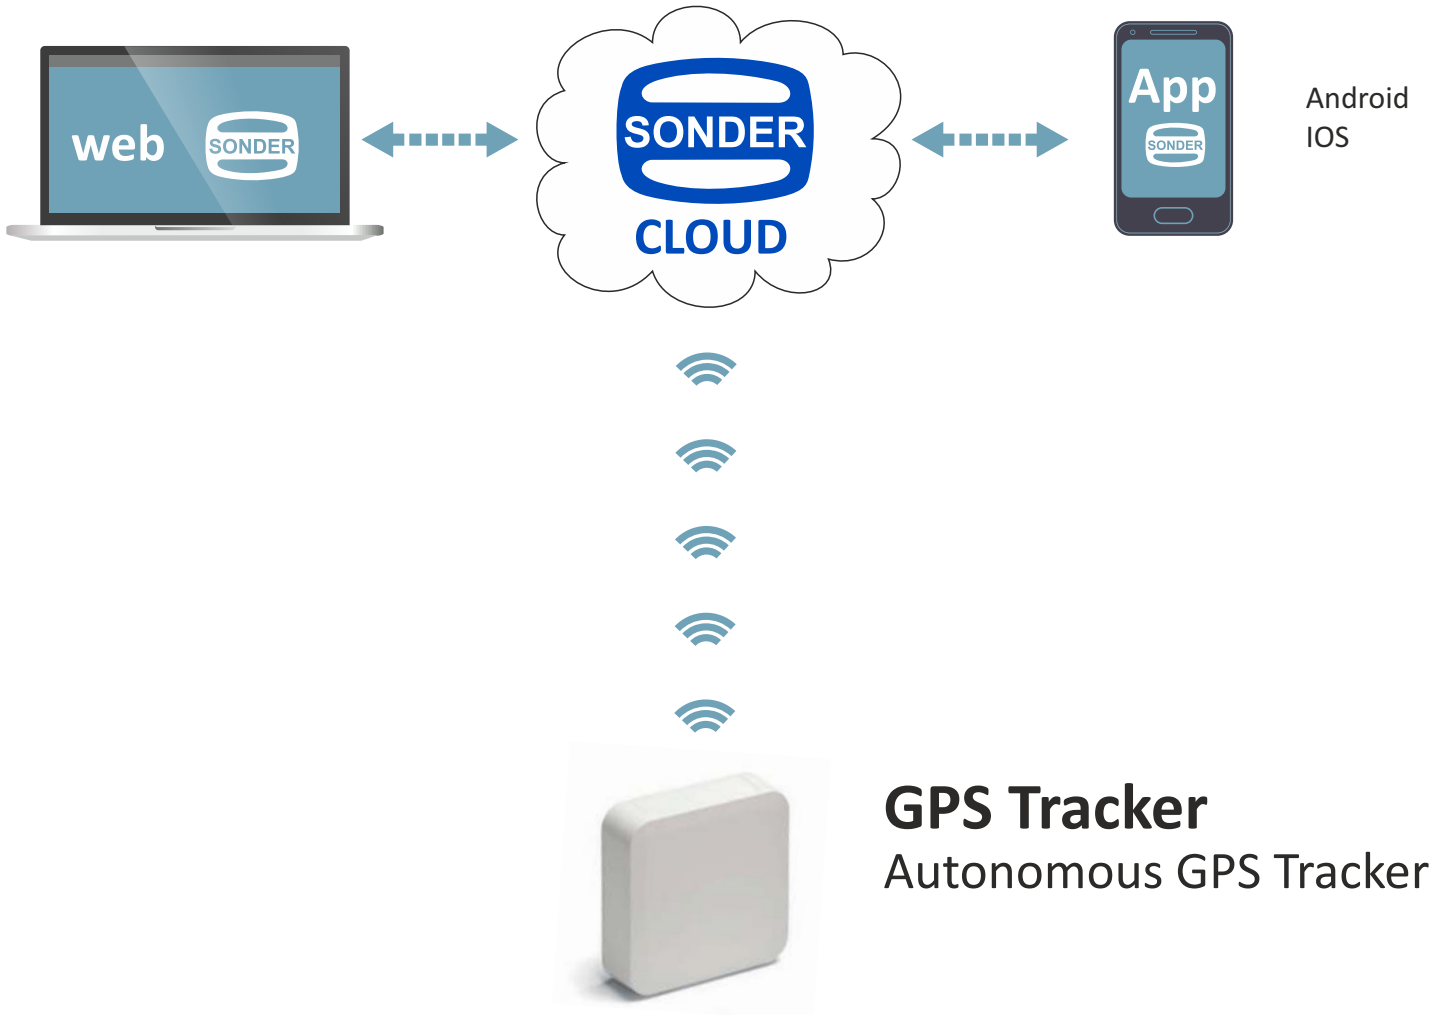 web
SONDER
SONDER
CLOUD
App
SONDER
Android
IOS
GPS Tracker
Autonomous GPS Tracker